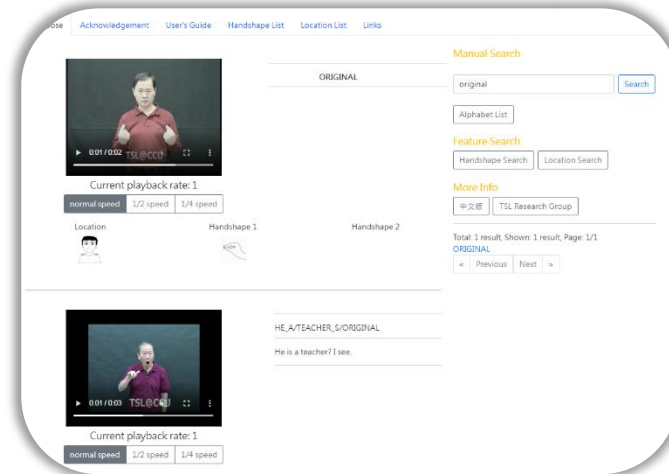 Acknowledgement User's Guide Handshape List Location List Links
ORIGINAL
0:01 / 0:02
TSL@CCU
Current playback rate: 1
normal speed 1/2 speed 1/4 speed
Location Handshape 1 Handshape 2
HE_A/TEACHER_S/ORIGINAL
He is a teacher? I see.
0:01 / 0:03
TSL@CCU
Current playback rate: 1
normal speed 1/2 speed 1/4 speed
Manual Search
original Search
Alphabet List
Feature Search
Handshape Search Location Search
More Info
中文版 TSL Research Group
Total: 1 result, Shown: 1 result, Page: 1/1
ORIGINAL
« Previous Next »